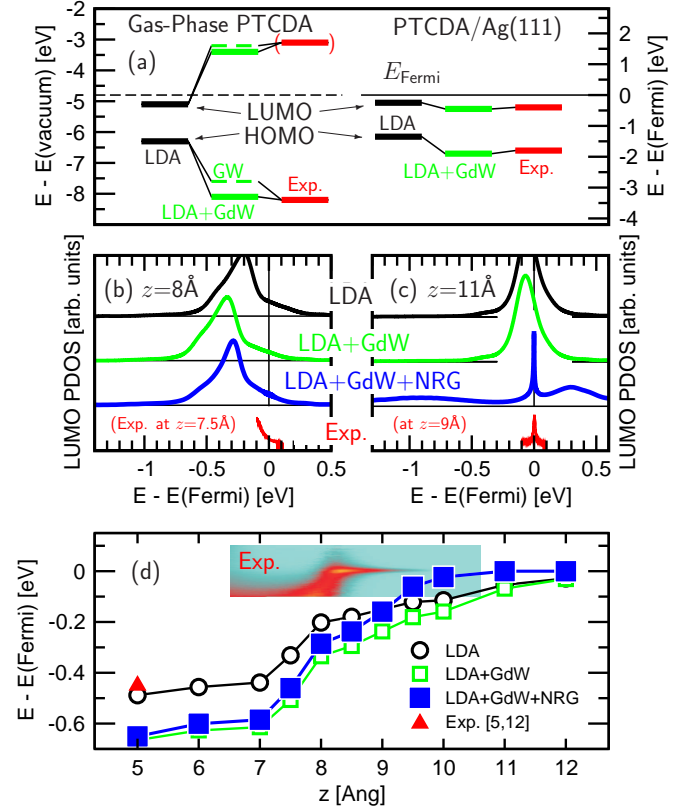 Gas-Phase PTCDA
PTCDA/Ag(111)
E - E(vacuum) [eV]
-2
-3
-4
-5
-6
-7
-8
(a)
( )
E_Fermi
LUMO
HOMO
LDA
GW
LDA+GdW
Exp.
LDA
LDA+GdW
Exp.
2
1
0
-1
-2
-3
-4
E - E(Fermi) [eV]
LUMO PDOS [arb. units]
(b) z=8Å
LDA
(c) z=11Å
LDA+GdW
LDA+GdW+NRG
(Exp. at z=7.5Å)
Exp.
(at z=9Å)
LUMO PDOS [arb. units]
-1 -0.5 0
-1 -0.5 0 0.5
E - E(Fermi) [eV]
E - E(Fermi) [eV]
E - E(Fermi) [eV]
0
-0.2
-0.4
-0.6
(d)
Exp.
LDA
LDA+GdW
LDA+GdW+NRG
Exp. [5,12]
5 6 7 8 9 10 11 12
z [Ang]